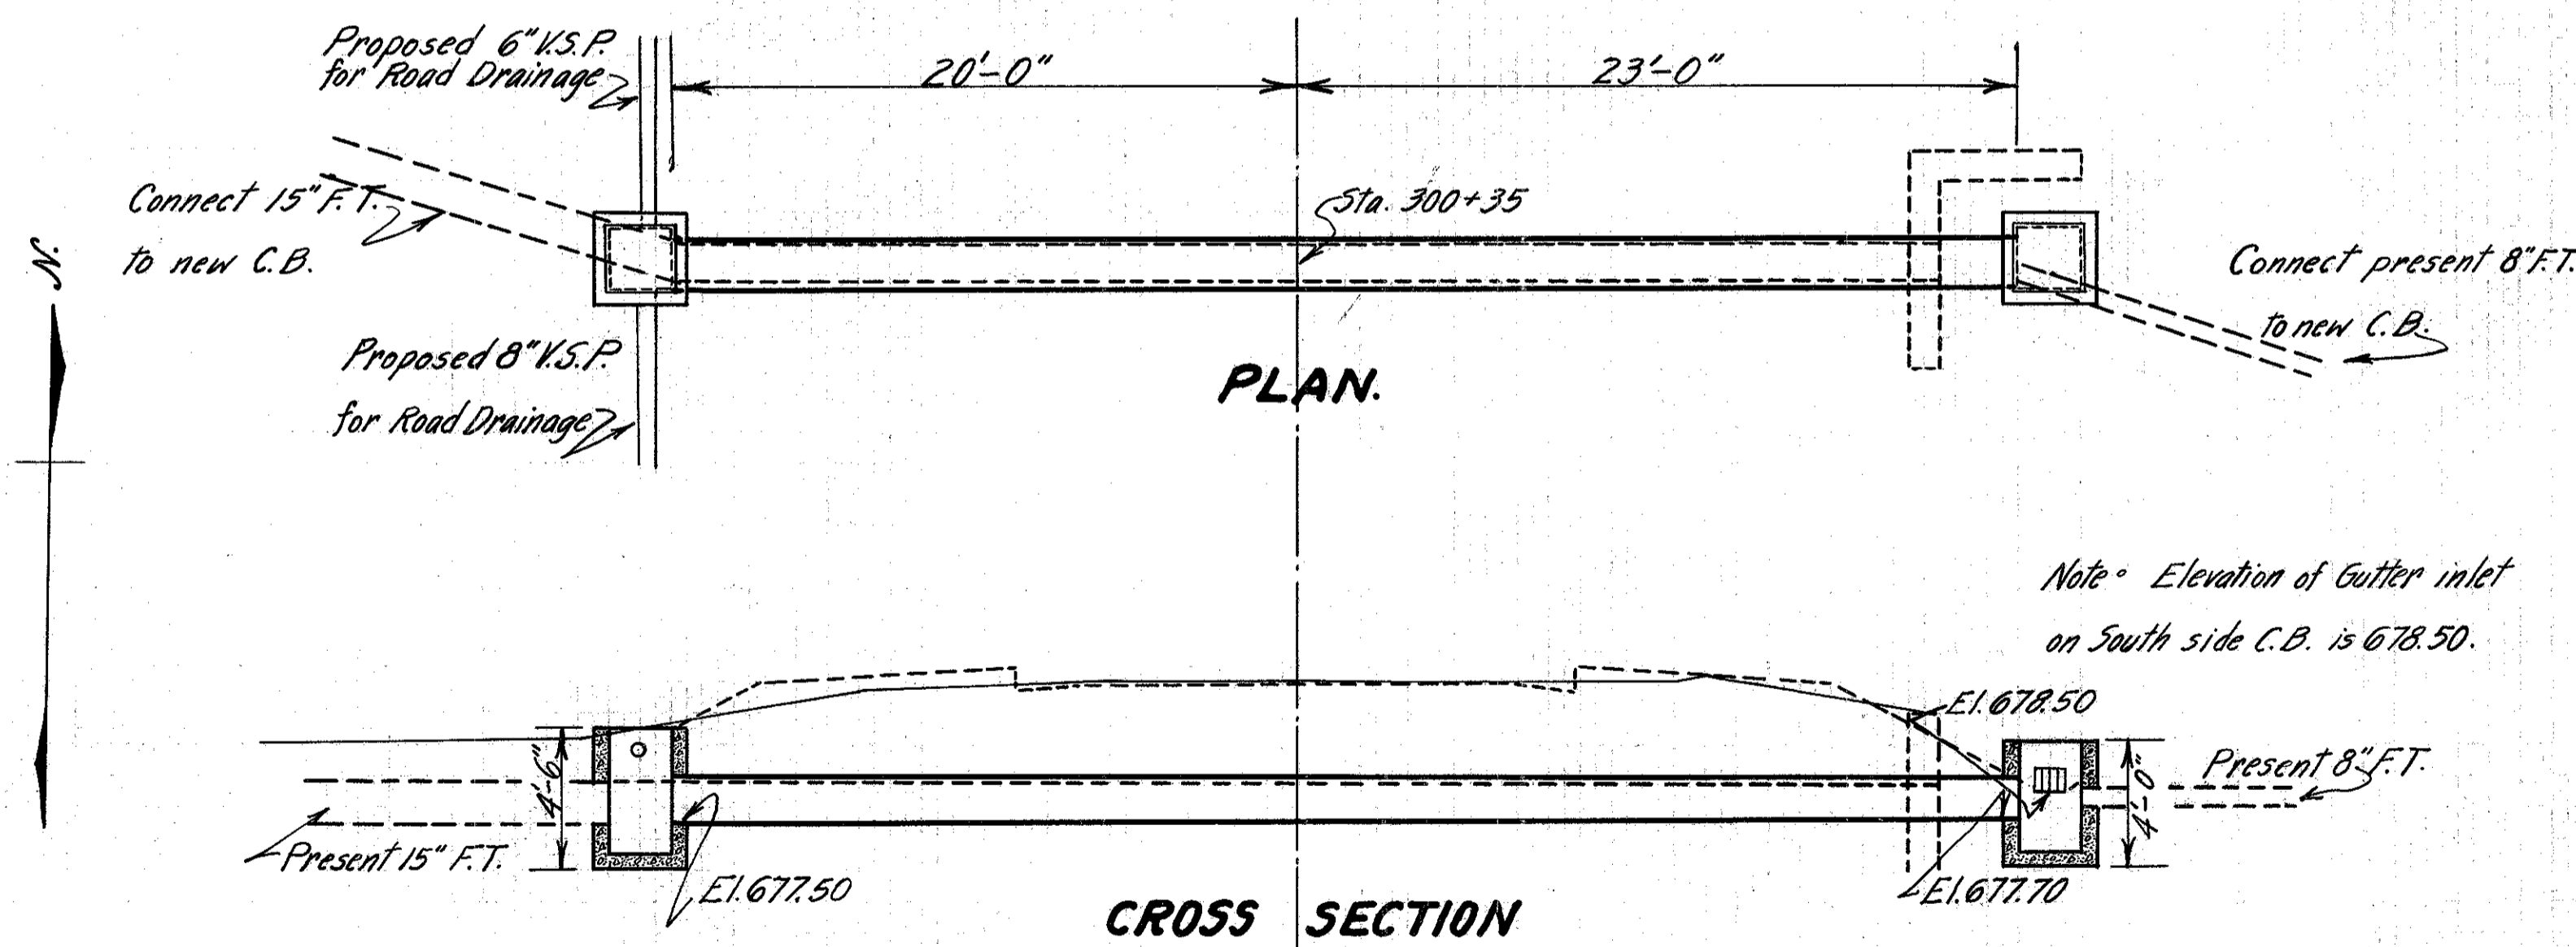 Proposed 6" V.S.P.
for Road Drainage
20'-0"
23'-0"
Connect 15" F.T.
to new C.B.
Sta. 300+35
N.
Connect present 8" F.T.
to new C.B.
Proposed 8" V.S.P.
for Road Drainage
PLAN.
Note: Elevation of Gutter inlet
on South side C.B. is 678.50.
El. 678.50
4'-6"
Present 8" F.T.
4'-0"
Present 15" F.T.
El. 677.50
El. 677.70
CROSS SECTION